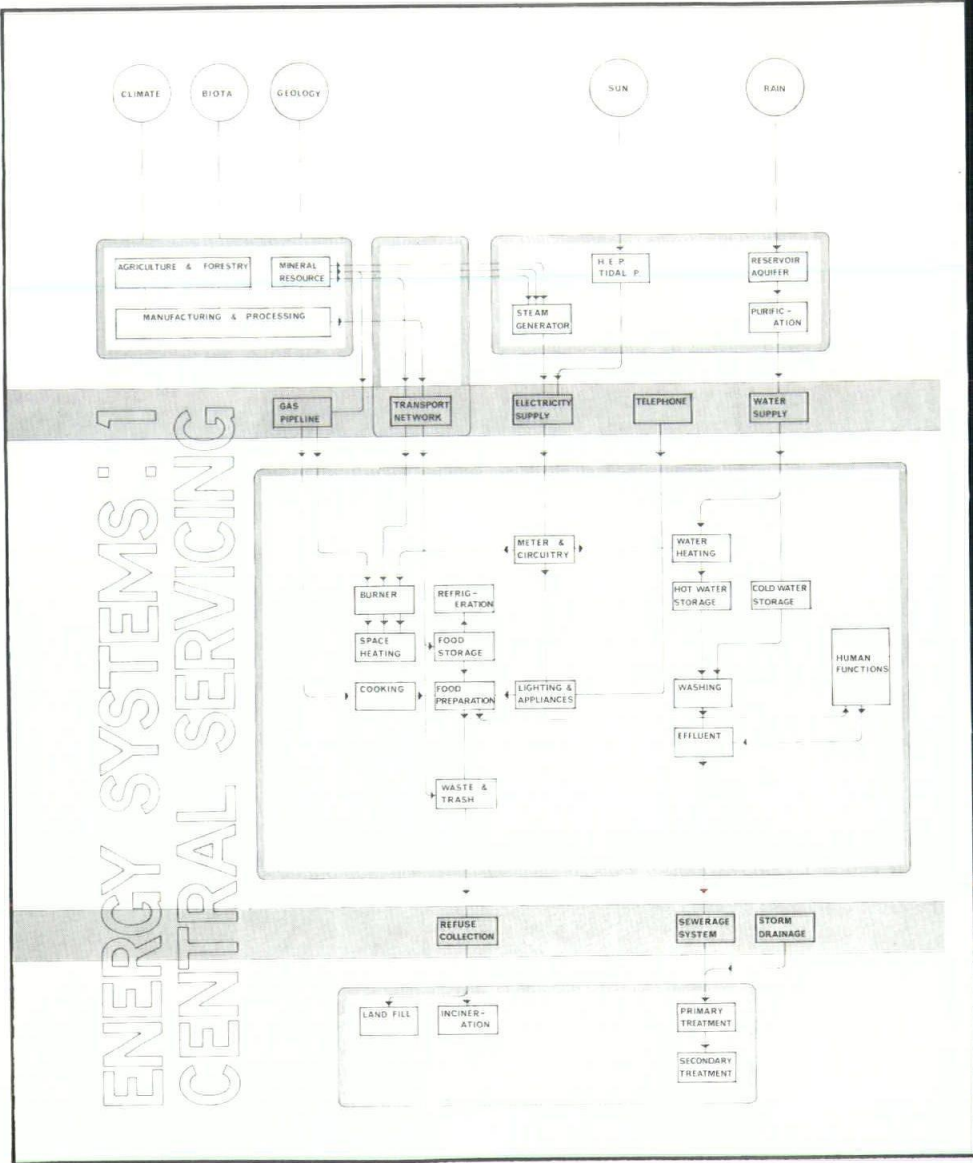 CLIMATE
BIOTA
GEOLOGY
SUN
RAIN
AGRICULTURE & FORESTRY
MINERAL
RESOURCE
MANUFACTURING & PROCESSING
H.E.P.
TIDAL P.
STEAM
GENERATOR
RESERVOIR
AQUIFER
PURIFIC-
ATION
GAS
PIPELINE
TRANSPORT
NETWORK
ELECTRICITY
SUPPLY
TELEPHONE
WATER
SUPPLY
ENERGY SYSTEMS: 1
CENTRAL SERVICING
METER &
CIRCUITRY
WATER
HEATING
BURNER
REFRIG-
ERATION
HOT WATER
STORAGE
COLD WATER
STORAGE
SPACE
HEATING
FOOD
STORAGE
HUMAN
FUNCTIONS
COOKING
FOOD
PREPARATION
LIGHTING &
APPLIANCES
WASHING
EFFLUENT
WASTE &
TRASH
REFUSE
COLLECTION
SEWERAGE
SYSTEM
STORM
DRAINAGE
LAND FILL
INCINER-
ATION
PRIMARY
TREATMENT
SECONDARY
TREATMENT